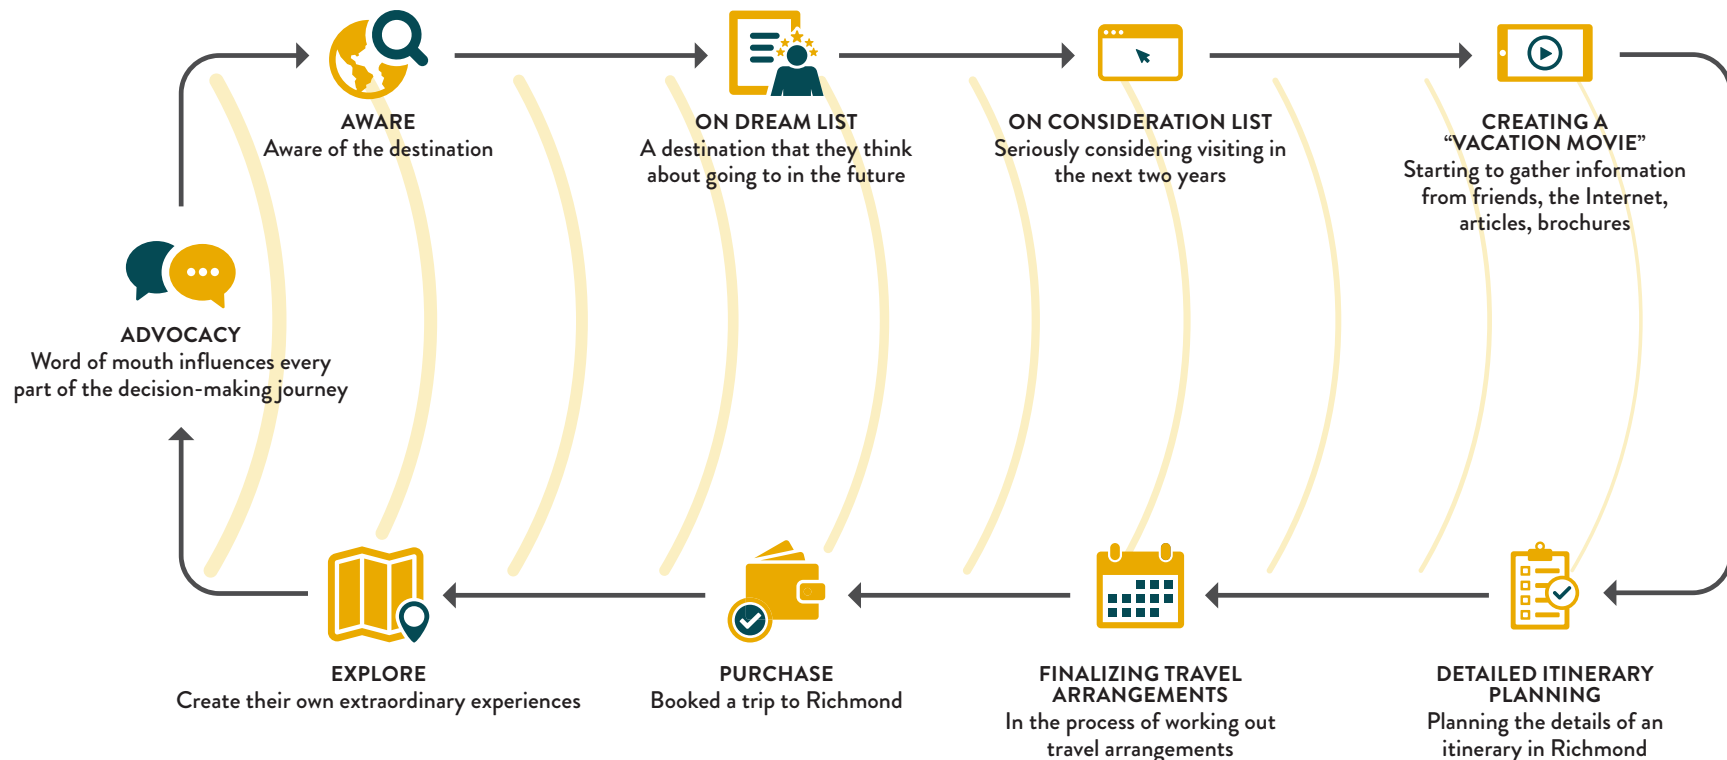 AWARE
Aware of the destination
ON DREAM LIST
A destination that they think
about going to in the future
ON CONSIDERATION LIST
Seriously considering visiting in
the next two years
CREATING A
“VACATION MOVIE”
Starting to gather information
from friends, the Internet,
articles, brochures
ADVOCACY
Word of mouth influences every
part of the decision-making journey
EXPLORE
Create their own extraordinary experiences
PURCHASE
Booked a trip to Richmond
FINALIZING TRAVEL
ARRANGEMENTS
In the process of working out
travel arrangements
DETAILED ITINERARY
PLANNING
Planning the details of an
itinerary in Richmond